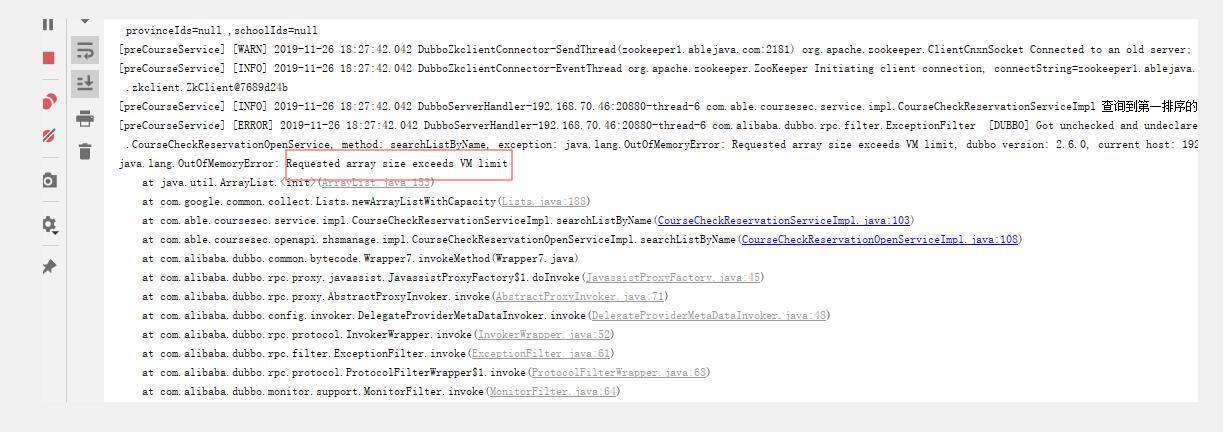 provinceIds=null ,schoolIds=null
[preCourseService] [WARN] 2019-11-26 18:27:42.042 DubboZkclientConnector-SendThread(zookeeper1.ablejava.com:2181) org.apache.zookeeper.ClientCnxnSocket Connected to an old server;
[preCourseService] [INFO] 2019-11-26 18:27:42.042 DubboZkclientConnector-EventThread org.apache.zookeeper.ZooKeeper Initiating client connection, connectString=zookeeper1.ablejava.
.zkclient.ZkClient@7689d24b
[preCourseService] [INFO] 2019-11-26 18:27:42.042 DubboServerHandler-192.168.70.46:20880-thread-6 com.able.coursesec.service.impl.CourseCheckReservationServiceImpl 查询到第一排序的
[preCourseService] [ERROR] 2019-11-26 18:27:42.042 DubboServerHandler-192.168.70.46:20880-thread-6 com.alibaba.dubbo.rpc.filter.ExceptionFilter  [DUBBO] Got unchecked and undeclare
.CourseCheckReservationOpenService, method: searchListByName, exception: java.lang.OutOfMemoryError: Requested array size exceeds VM limit, dubbo version: 2.6.0, current host: 192
java.lang.OutOfMemoryError: Requested array size exceeds VM limit
at java.util.ArrayList.<init>(ArrayList.java:153)
at com.google.common.collect.Lists.newArrayListWithCapacity(Lists.java:188)
at com.able.coursesec.service.impl.CourseCheckReservationServiceImpl.searchListByName(CourseCheckReservationServiceImpl.java:103)
at com.able.coursesec.openapi.zhsmanage.impl.CourseCheckReservationOpenServiceImpl.searchListByName(CourseCheckReservationOpenServiceImpl.java:108)
at com.alibaba.dubbo.common.bytecode.Wrapper7.invokeMethod(Wrapper7.java)
at com.alibaba.dubbo.rpc.proxy.javassist.JavassistProxyFactory$1.doInvoke(JavassistProxyFactory.java:45)
at com.alibaba.dubbo.rpc.proxy.AbstractProxyInvoker.invoke(AbstractProxyInvoker.java:71)
at com.alibaba.dubbo.config.invoker.DelegateProviderMetaDataInvoker.invoke(DelegateProviderMetaDataInvoker.java:48)
at com.alibaba.dubbo.rpc.protocol.InvokerWrapper.invoke(InvokerWrapper.java:52)
at com.alibaba.dubbo.rpc.filter.ExceptionFilter.invoke(ExceptionFilter.java:61)
at com.alibaba.dubbo.rpc.protocol.ProtocolFilterWrapper$1.invoke(ProtocolFilterWrapper.java:68)
at com.alibaba.dubbo.monitor.support.MonitorFilter.invoke(MonitorFilter.java:64)